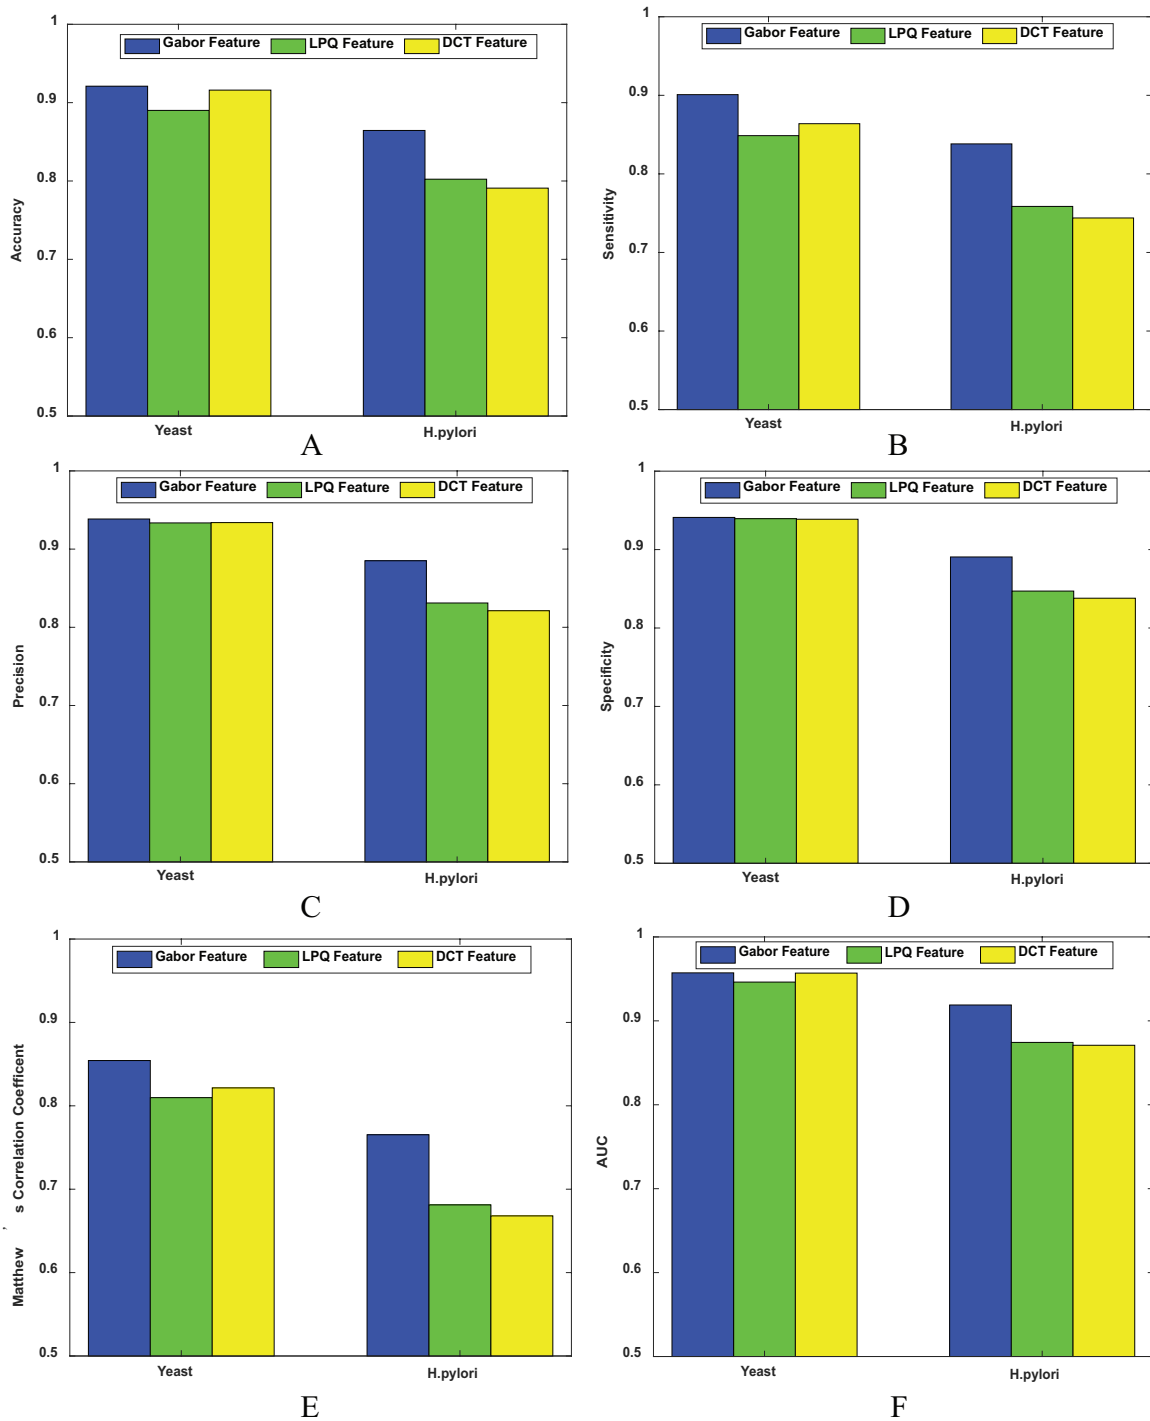 Gabor Feature LPQ Feature DCT Feature
1
0.9
0.8
0.7
0.6
0.5
Accuracy
Yeast H.pylori
A
Gabor Feature LPQ Feature DCT Feature
1
0.9
0.8
0.7
0.6
0.5
Sensitivity
Yeast H.pylori
B
Gabor Feature LPQ Feature DCT Feature
1
0.9
0.8
0.7
0.6
0.5
Precision
Yeast H.pylori
C
Gabor Feature LPQ Feature DCT Feature
1
0.9
0.8
0.7
0.6
0.5
Specificity
Yeast H.pylori
D
Gabor Feature LPQ Feature DCT Feature
1
0.9
0.8
0.7
0.6
0.5
Matthew ' s Correlation Coefficent
Yeast H.pylori
E
Gabor Feature LPQ Feature DCT Feature
1
0.9
0.8
0.7
0.6
0.5
AUC
Yeast H.pylori
F